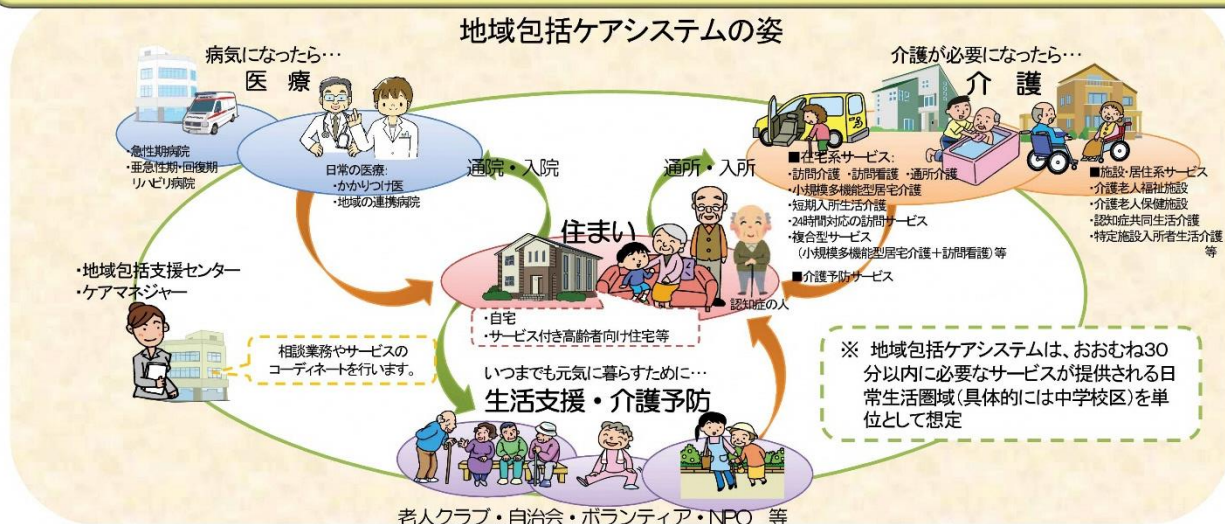 地域包括ケアシステムの姿
病気になったら･･･
医療
・急性期病院
・亜急性期・回復期
リハビリ病院
日常の医療:
・かかりつけ医
・地域の連携病院
通院・入院
通所・入所
介護が必要になったら･･･
介護
■在宅系サービス:
・訪問介護 ・訪問看護 ・通所介護
・小規模多機能型居宅介護
・短期入所生活介護
・24時間対応の訪問サービス
・複合型サービス
(小規模多機能型居宅介護+訪問看護)等
■介護予防サービス
■施設・居住系サービス
・介護老人福祉施設
・介護老人保健施設
・認知症共同生活介護
・特定施設入所者生活介護
等
住まい
認知症の人
・自宅
・サービス付き高齢者向け住宅等
・地域包括支援センター
・ケアマネジャー
相談業務やサービスの
コーディネートを行います。
いつまでも元気に暮らすために･･･
生活支援・介護予防
老人クラブ・自治会・ボランティア・NPO 等
※ 地域包括ケアシステムは、おおむね30
分以内に必要なサービスが提供される日
常生活圏域(具体的には中学校区)を単
位として想定